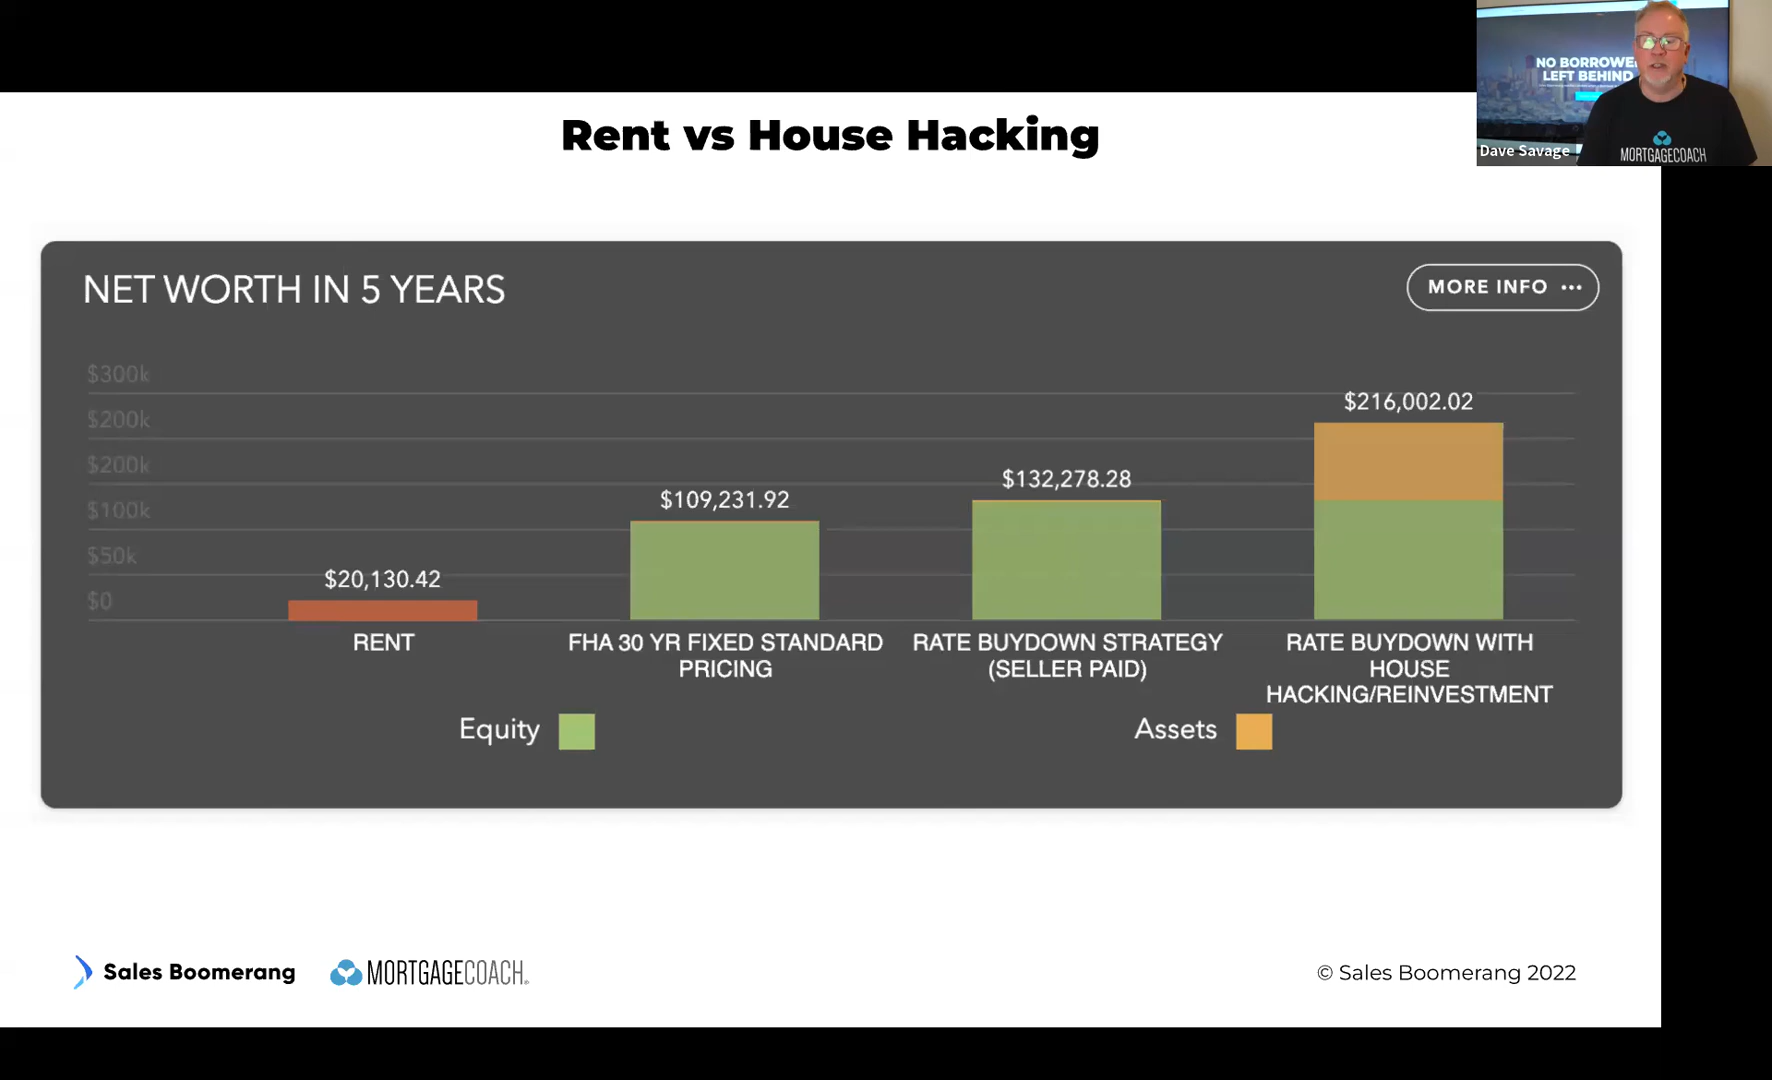 NO BORROWE
LEFT BEHIND
MORTGAGECOACH
Dave Savage
Rent vs House Hacking
NET WORTH IN 5 YEARS
MORE INFO •••
$300k
$200k
$200k
$100k
$50k
$0
$20,130.42
$109,231.92
$132,278.28
$216,002.02
RENT
FHA 30 YR FIXED STANDARD
PRICING
RATE BUYDOWN STRATEGY
(SELLER PAID)
RATE BUYDOWN WITH
HOUSE
HACKING/REINVESTMENT
Equity
Assets
Sales Boomerang
MORTGAGECOACH.
© Sales Boomerang 2022